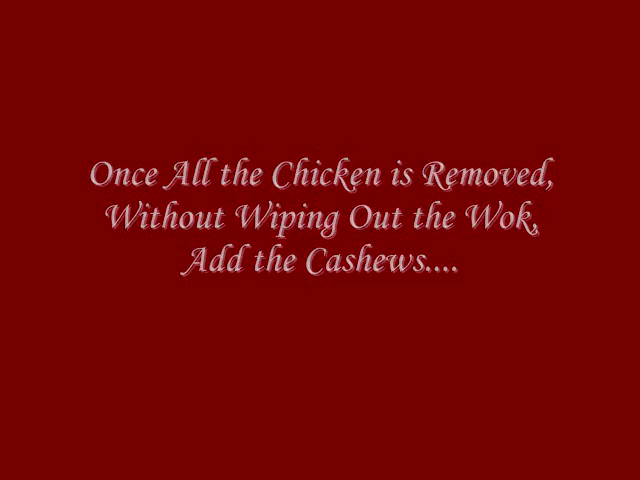 Once All the Chicken is Removed,
Without Wiping Out the Wok,
Add the Cashews....